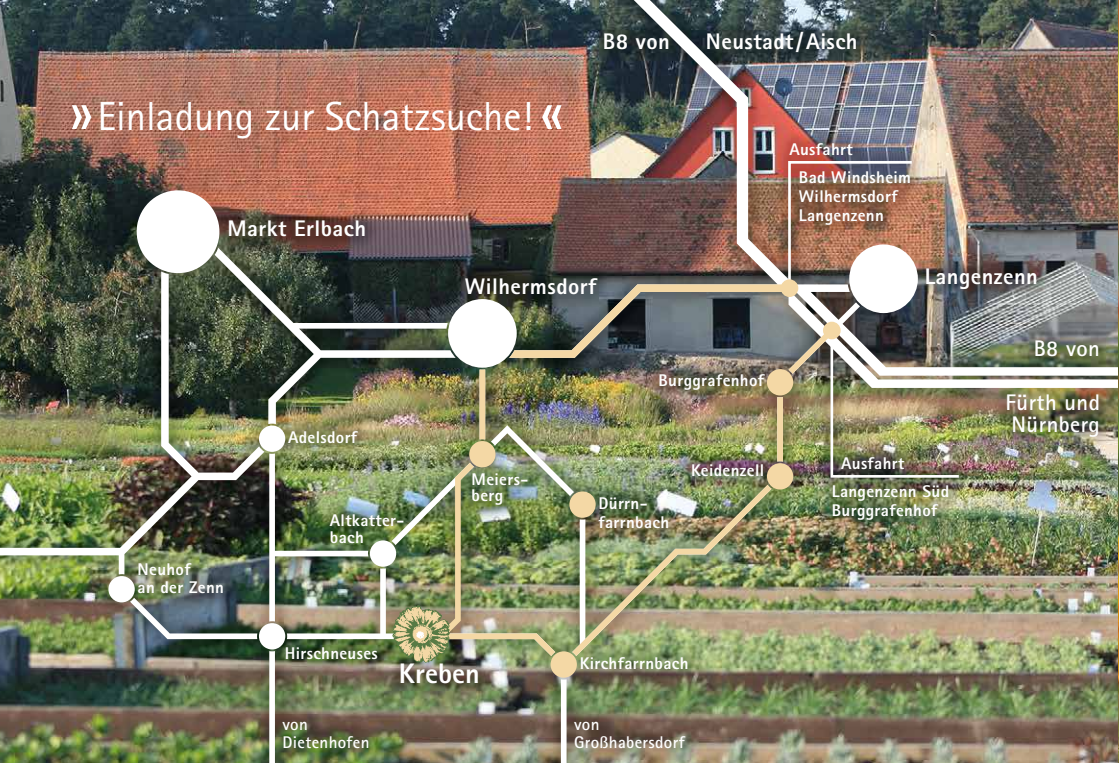 B8 von Neustadt/Aisch
»Einladung zur Schatzsuche!«
Ausfahrt
Bad Windsheim
Wilhermsdorf
Langenzenn
Markt Erlbach
Langenzenn
Wilhermsdorf
B8 von
Fürth und
Nürnberg
Burggrafenhof
Adelsdorf
Keidenzell
Ausfahrt
Langenzenn Süd
Burggrafenhof
Meiers-
berg
Dürrn-
farrnbach
Altkatter-
bach
Neuhof
an der Zenn
Hirschneuses
Kreben
Kirchfarrnbach
von
Dietenhofen
von
Großhabersdorf